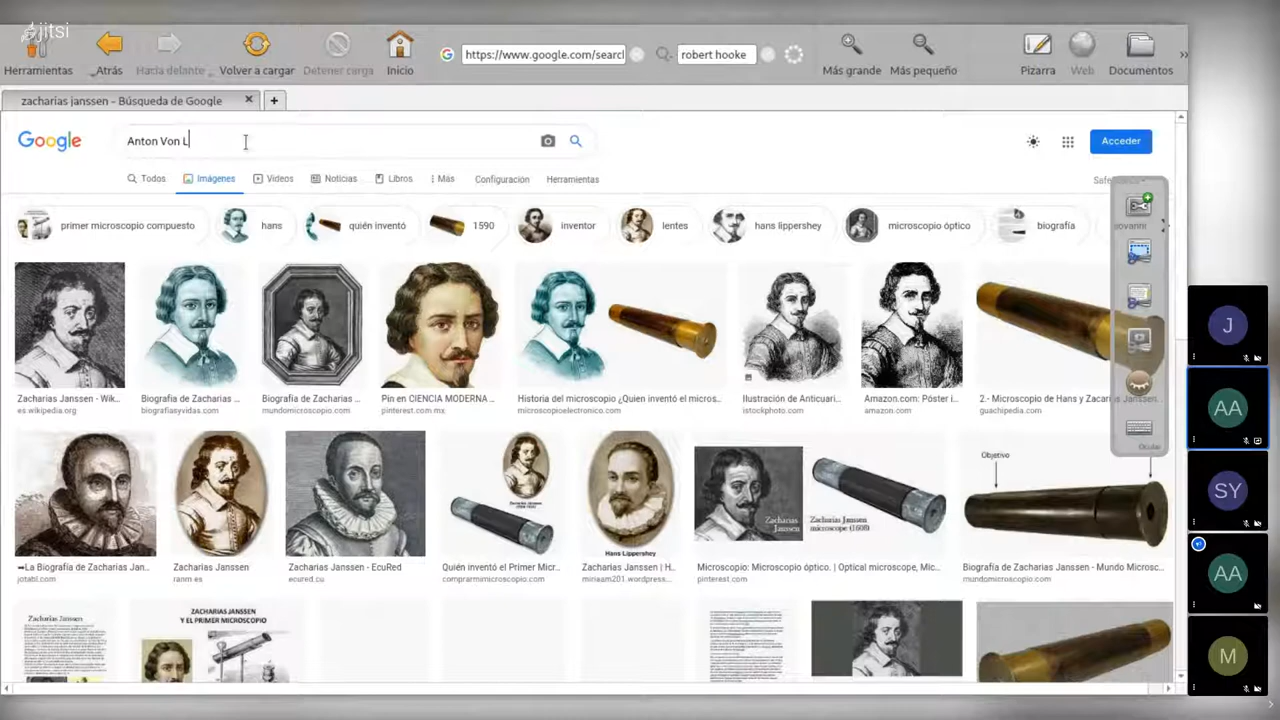 jitsi
Herramientas
Atrás
Hacia delante
Volver a cargar
Detener carga
Inicio
https://www.google.com/searcl
robert hooke
Más grande
Más pequeño
Pizarra
Web
Documentos
zacharias janssen - Búsqueda de Google
Google
Anton Von L
Acceder
Todos
Imágenes
Videos
Noticias
Libros
Más
Configuración
Herramientas
primer microscopio compuesto
hans
quién inventó
1590
inventor
lentes
hans lippershey
microscopio óptico
biografía
Zacharias Janssen - Wik...
es.wikipedia.org
Biografia de Zacharias ...
biografiasyvidas.com
Biografía de Zacharias ...
mundomicroscopio.com
Pin en CIENCIA MODERNA ...
pinterest.com.mx
Historia del microscopio ¿Quien inventó el micros...
microscopioelectronico.com
Ilustración de Anticuari...
istockphoto.com
Amazon.com: Póster i...
amazon.com
2.- Microscopio de Hans y Zacarias Janssen...
guachipedia.com
Ocultar
Objetivo
Hans Lippershey
Zacharias
Janssen
Zacharias Janssen
microscope (1608)
➡La Biografía de Zacharias Jan...
jotabl.com
Zacharias Janssen
ranm.es
Zacharias Janssen - EcuRed
ecured.cu
Quién inventó el Primer Micr...
comprarmimicroscopio.com
Zacharias Janssen | H...
miriaam201.wordpress...
Microscopio: Microscopio óptico. | Optical microscope, Mic...
pinterest.com
Biografía de Zacharias Janssen - Mundo Microsc...
mundomicroscopio.com
Zacharias Janssen
ZACHARIAS JANSSEN
Y EL PRIMER MICROSCOPIO
J
AA
SY
AA
M